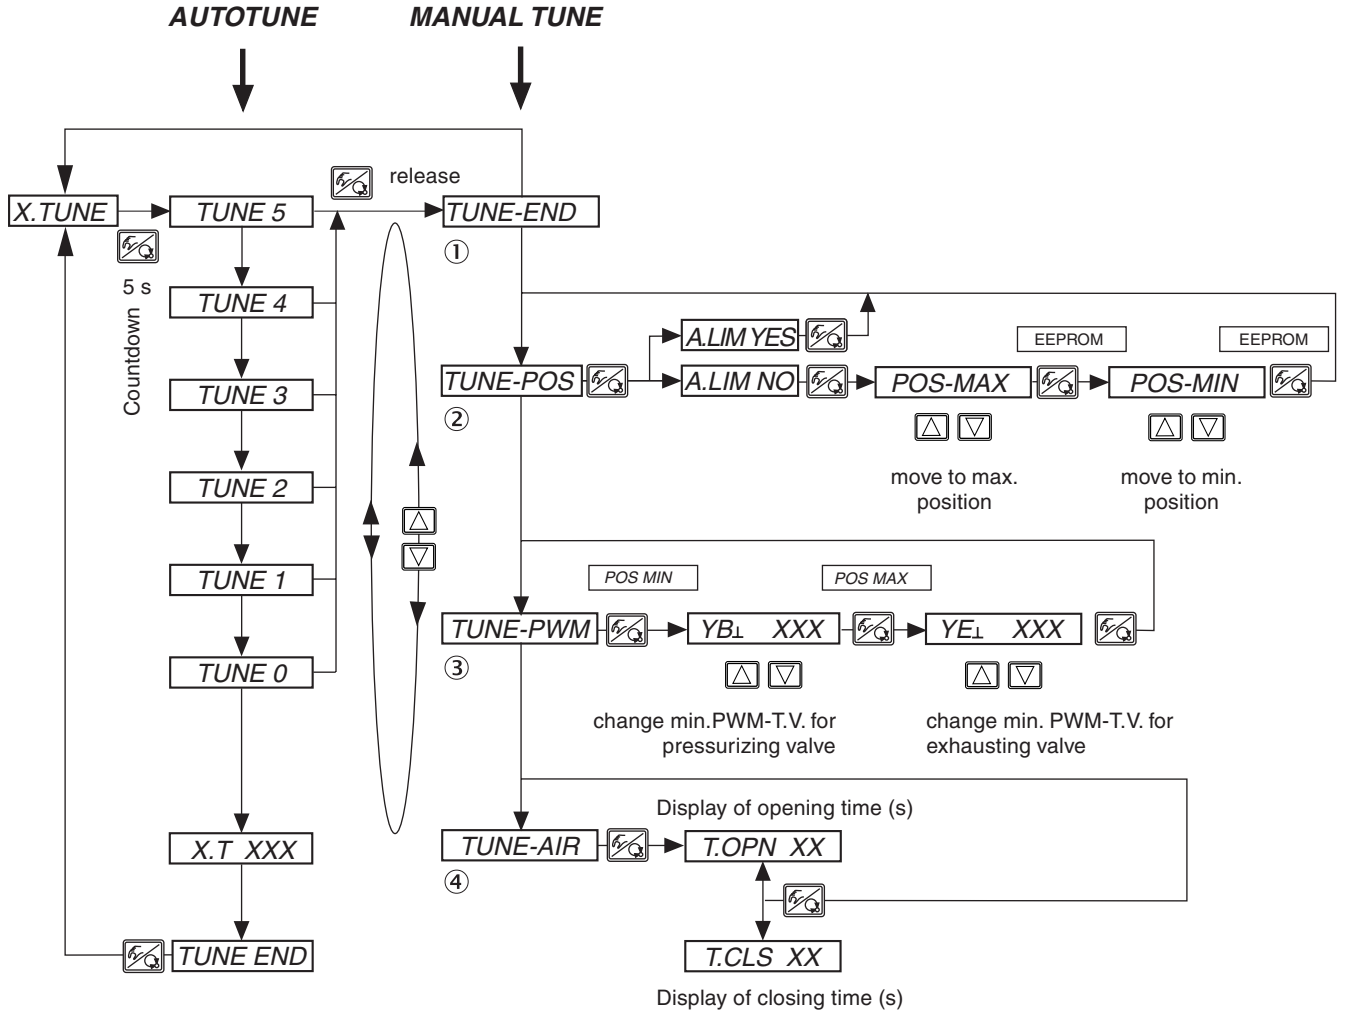 AUTOTUNE
MANUAL TUNE
release
X.TUNE
TUNE 5
TUNE-END
①
5 s
Countdown
TUNE 4
TUNE 3
TUNE 2
TUNE 1
TUNE 0
X.T XXX
TUNE END
A.LIM YES
EEPROM
EEPROM
TUNE-POS
A.LIM NO
POS-MAX
POS-MIN
②
move to max.
position
move to min.
position
POS MIN
POS MAX
TUNE-PWM
YB⊥ XXX
YE⊥ XXX
③
change min.PWM-T.V. for
pressurizing valve
change min. PWM-T.V. for
exhausting valve
Display of opening time (s)
TUNE-AIR
T.OPN XX
④
T.CLS XX
Display of closing time (s)